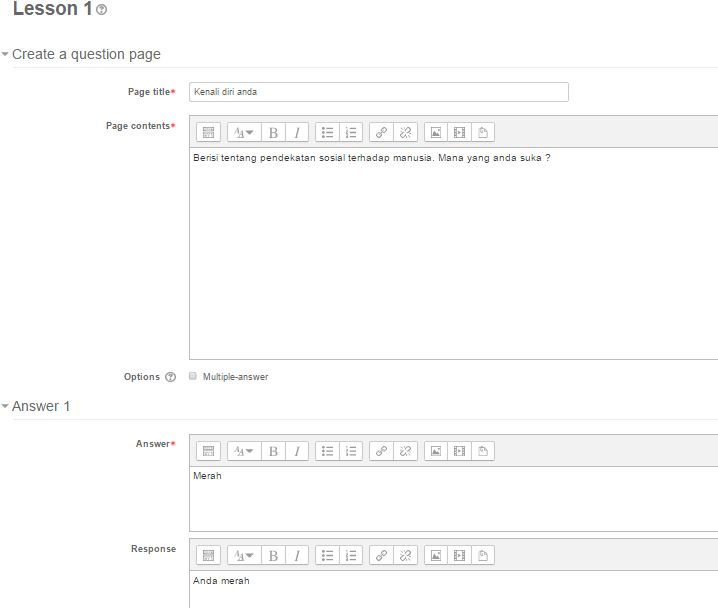 Lesson 1
Create a question page
Page title* Kenali diri anda
Page contents*
Berisi tentang pendekatan sosial terhadap manusia. Mana yang anda suka ?
Options Multiple-answer
Answer 1
Answer*
Merah
Response
Anda merah